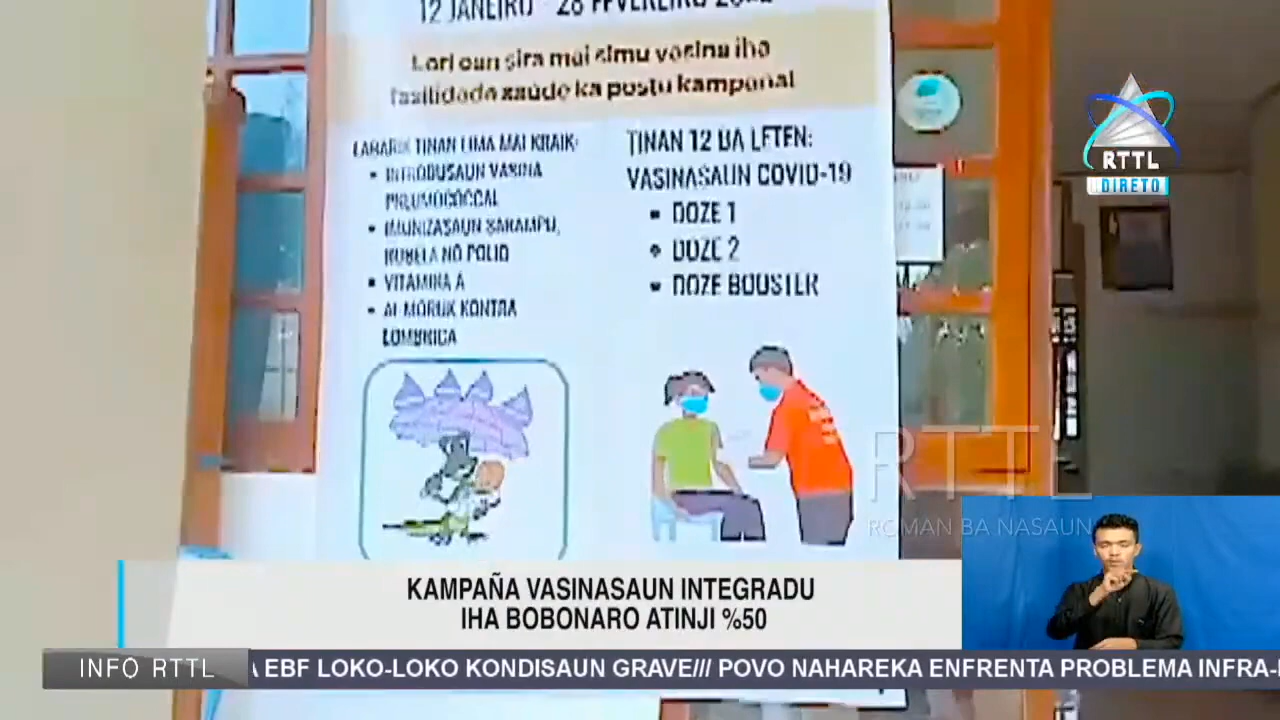 12 JANEIRO - 28 FEVEREIRO
Lori oan sira mai simu vasina iha
fasilidade saúde ka postu kampaña!
LABARIK TINAN LIMA MAI KRAIK:
• INTRODUSAUN VASINA
PNEUMOCOCCAL
• IMUNIZASAUN SARAMPU,
RUBELA NO POLIO
• VITAMINA A
• AI-MORUK KONTRA
LOMBRIGA
TINAN 12 BA LETEN:
VASINASAUN COVID-19
• DOZE 1
• DOZE 2
• DOZE BOOSTER
RTTL
DIRETO
RTTL
ROMAN BA NASAUN
KAMPAÑA VASINASAUN INTEGRADU
IHA BOBONARO ATINJI %50
INFO RTTL
A EBF LOKO-LOKO KONDISAUN GRAVE/// POVO NAHAREKA ENFRENTA PROBLEMA INFRA-